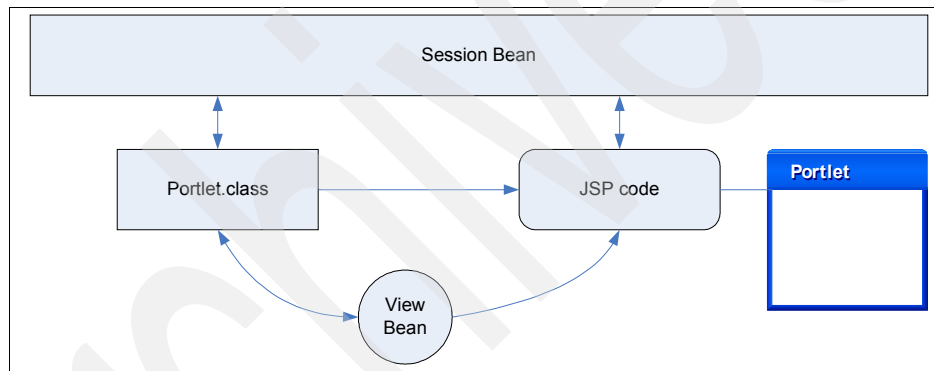 Session Bean
Portlet.class
JSP code
Portlet
View
Bean